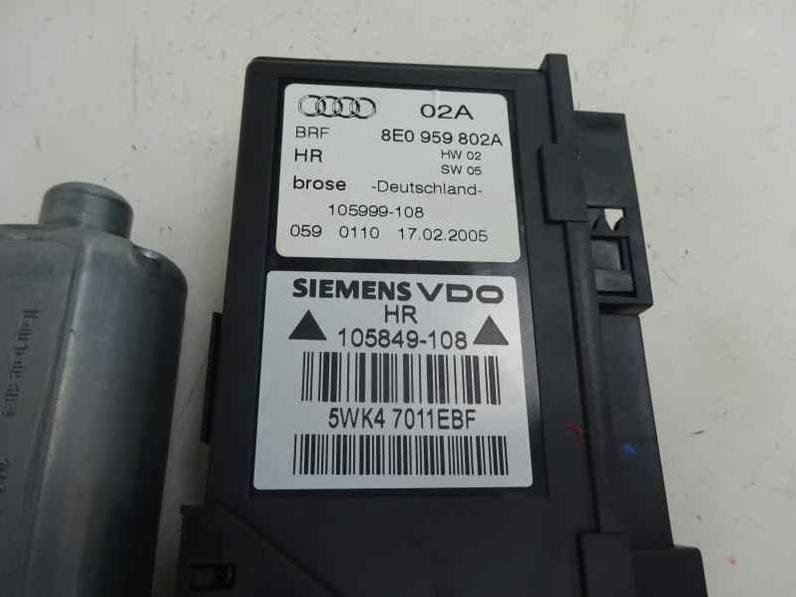 02A
BRF 8E0 959 802A
HR HW 02
SW 05
brose -Deutschland-
105999-108
059 0110 17.02.2005
SIEMENS VDO
HR
105849-108
5WK4 7011EBF